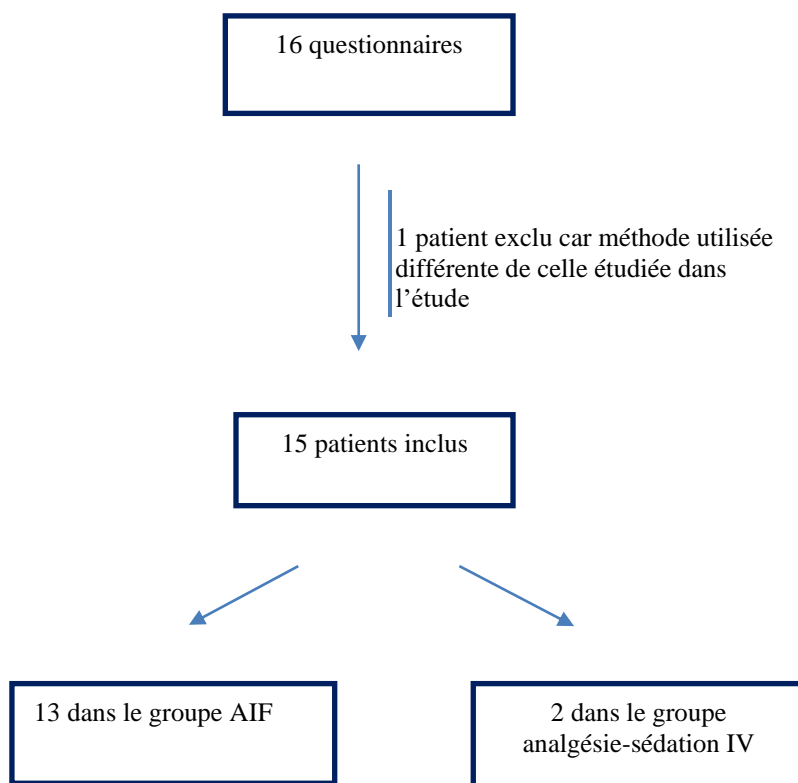 16 questionnaires
1 patient exclu car méthode utilisée
différente de celle étudiée dans
l’étude
15 patients inclus
13 dans le groupe AIF
2 dans le groupe
analgésie-sédation IV